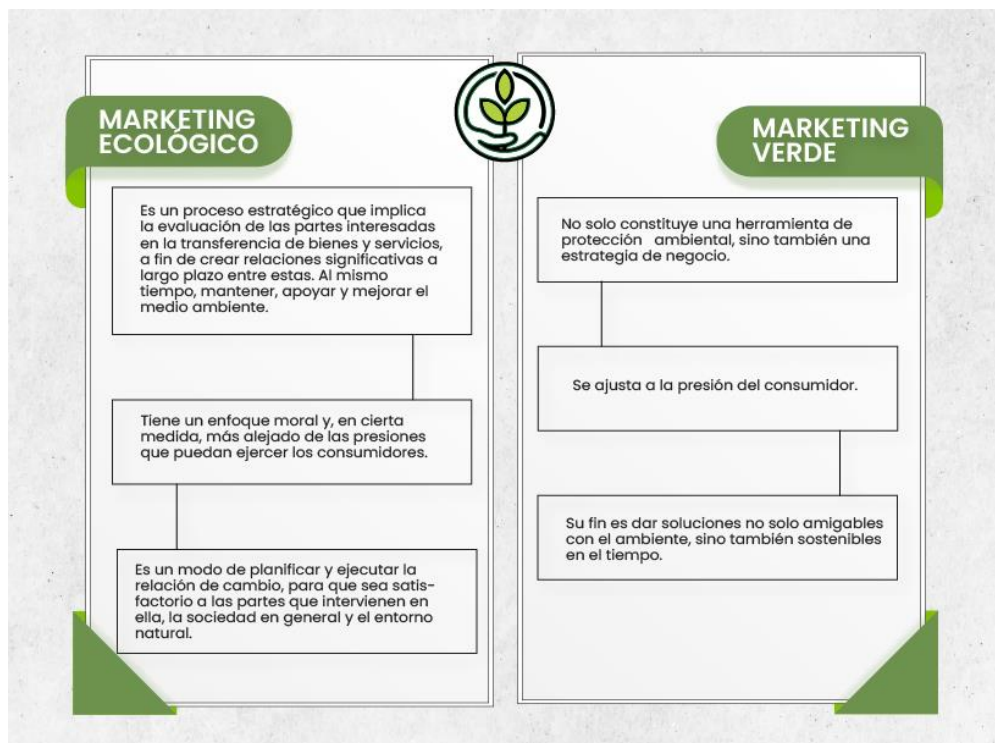 MARKETING
ECOLÓGICO
Es un proceso estratégico que implica
la evaluación de las partes interesadas
en la transferencia de bienes y servicios,
a fin de crear relaciones significativas a
largo plazo entre estas. Al mismo
tiempo, mantener, apoyar y mejorar el
medio ambiente.
Tiene un enfoque moral y, en cierta
medida, más alejado de las presiones
que puedan ejercer los consumidores.
Es un modo de planificar y ejecutar la
relación de cambio, para que sea satis-
factorio a las partes que intervienen en
ella, la sociedad en general y el entorno
natural.
MARKETING
VERDE
No solo constituye una herramienta de
protección ambiental, sino también una
estrategia de negocio.
Se ajusta a la presión del consumidor.
Su fin es dar soluciones no solo amigables
con el ambiente, sino también sostenibles
en el tiempo.